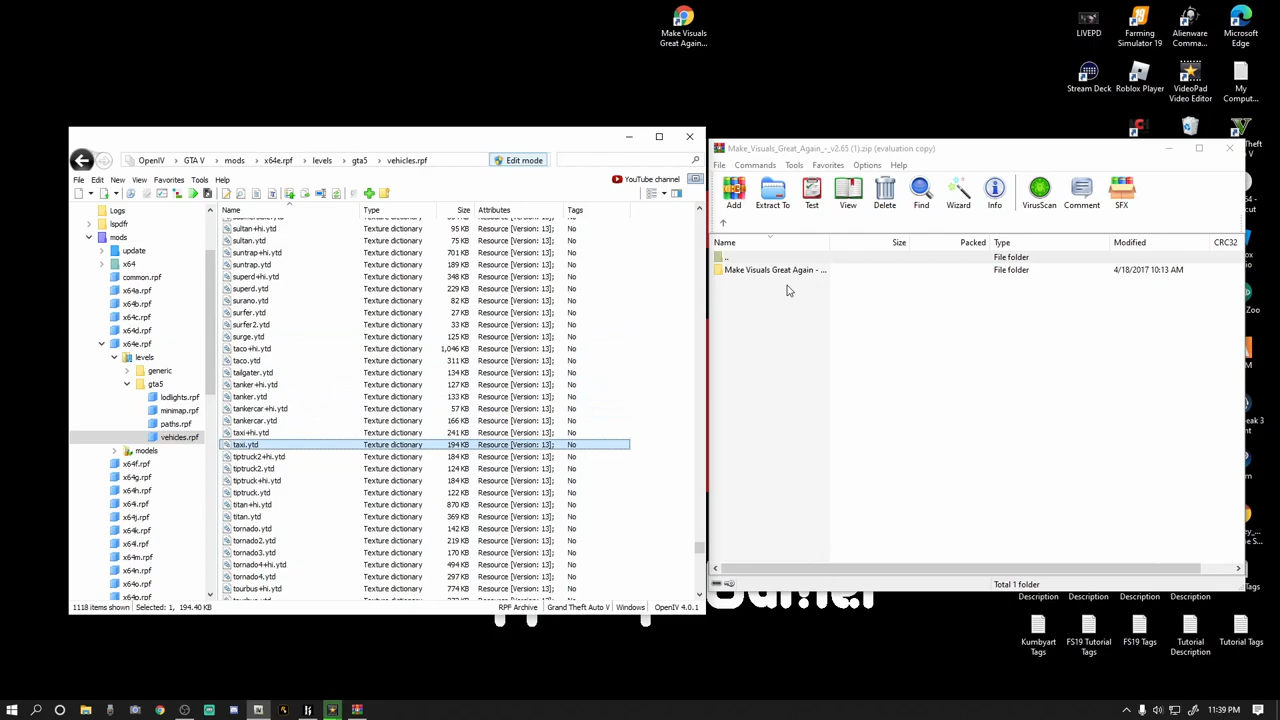 Make Visuals
Great Again...
LIVEPD
Farming
Simulator 19
Alienware
Comma...
Microsoft
Edge
Stream Deck
Roblox Player
VideoPad
Video Editor
My
Comput...
OpenIV
GTA V
mods
x64e.rpf
levels
gta5
vehicles.rpf
Edit mode
File
Edit
New
View
Favorites
Tools
Help
YouTube channel
Logs
lspdfr
mods
update
x64
common.rpf
x64a.rpf
x64b.rpf
x64c.rpf
x64d.rpf
x64e.rpf
levels
generic
gta5
lodlights.rpf
minimap.rpf
paths.rpf
vehicles.rpf
models
x64f.rpf
x64g.rpf
x64h.rpf
x64i.rpf
x64j.rpf
x64k.rpf
x64l.rpf
x64m.rpf
x64n.rpf
x64o.rpf
Name Type Size Attributes Tags
sultan+hi.ytd Texture dictionary 95 KB Resource [Version: 13]; No
sultan.ytd Texture dictionary 75 KB Resource [Version: 13]; No
suntrap+hi.ytd Texture dictionary 701 KB Resource [Version: 13]; No
suntrap.ytd Texture dictionary 189 KB Resource [Version: 13]; No
superd+hi.ytd Texture dictionary 348 KB Resource [Version: 13]; No
superd.ytd Texture dictionary 229 KB Resource [Version: 13]; No
surano.ytd Texture dictionary 82 KB Resource [Version: 13]; No
surfer.ytd Texture dictionary 27 KB Resource [Version: 13]; No
surfer2.ytd Texture dictionary 33 KB Resource [Version: 13]; No
surge.ytd Texture dictionary 125 KB Resource [Version: 13]; No
taco+hi.ytd Texture dictionary 1,046 KB Resource [Version: 13]; No
taco.ytd Texture dictionary 311 KB Resource [Version: 13]; No
tailgater.ytd Texture dictionary 134 KB Resource [Version: 13]; No
tanker+hi.ytd Texture dictionary 127 KB Resource [Version: 13]; No
tanker.ytd Texture dictionary 133 KB Resource [Version: 13]; No
tankercar+hi.ytd Texture dictionary 57 KB Resource [Version: 13]; No
tankercar.ytd Texture dictionary 166 KB Resource [Version: 13]; No
taxi+hi.ytd Texture dictionary 241 KB Resource [Version: 13]; No
taxi.ytd Texture dictionary 194 KB Resource [Version: 13]; No
tiptruck2+hi.ytd Texture dictionary 184 KB Resource [Version: 13]; No
tiptruck2.ytd Texture dictionary 124 KB Resource [Version: 13]; No
tiptruck+hi.ytd Texture dictionary 184 KB Resource [Version: 13]; No
tiptruck.ytd Texture dictionary 122 KB Resource [Version: 13]; No
titan+hi.ytd Texture dictionary 870 KB Resource [Version: 13]; No
titan.ytd Texture dictionary 369 KB Resource [Version: 13]; No
tornado.ytd Texture dictionary 142 KB Resource [Version: 13]; No
tornado2.ytd Texture dictionary 219 KB Resource [Version: 13]; No
tornado3.ytd Texture dictionary 170 KB Resource [Version: 13]; No
tornado4+hi.ytd Texture dictionary 494 KB Resource [Version: 13]; No
tornado4.ytd Texture dictionary 297 KB Resource [Version: 13]; No
tourbus+hi.ytd Texture dictionary 774 KB Resource [Version: 13]; No
1118 items shown Selected: 1, 194.40 KB
RPF Archive Grand Theft Auto V Windows OpenIV 4.0.1
Make_Visuals_Great_Again_-_v2.65 (1).zip (evaluation copy)
File Commands Tools Favorites Options Help
Add Extract To Test View Delete Find Wizard Info VirusScan Comment SFX
Name Size Packed Type Modified CRC32
.. File folder
Make Visuals Great Again - ... File folder 4/18/2017 10:13 AM
Total 1 folder
Description
Description
Description
Description
Tags
Kumbyart
Tags
FS19 Tutorial
Tags
FS19 Tags
Tutorial
Description
Tutorial Tags
11:39 PM